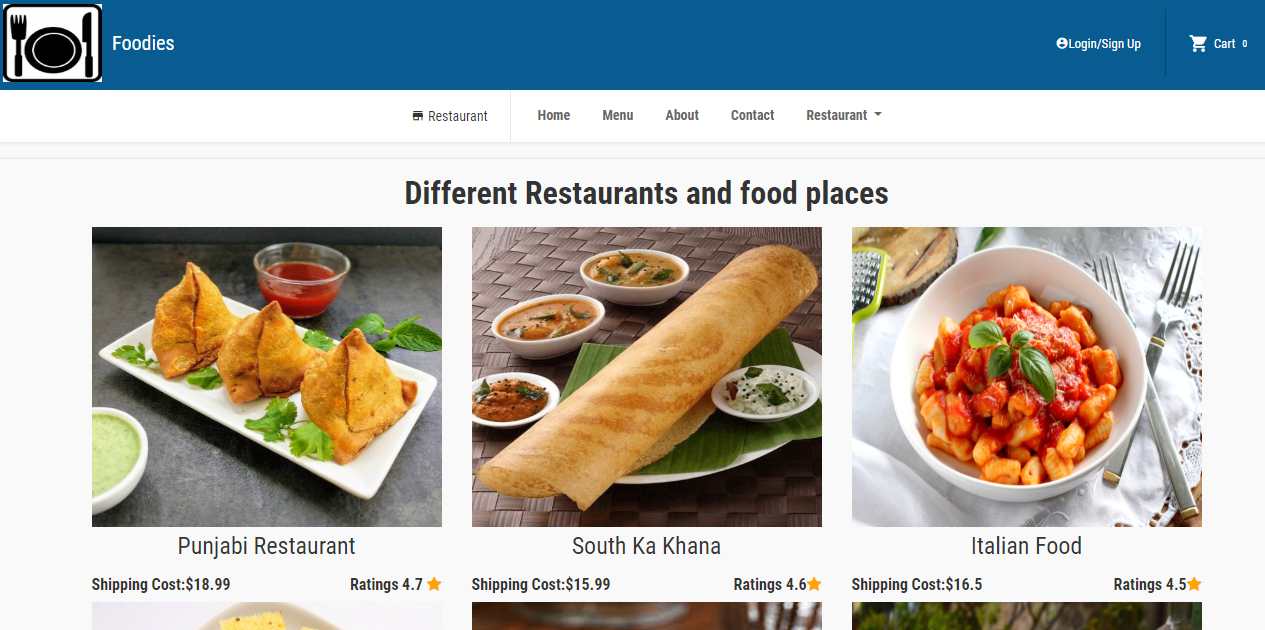 Foodies
Login/Sign Up
Cart 0
Restaurant
Home
Menu
About
Contact
Restaurant
Different Restaurants and food places
Punjabi Restaurant
South Ka Khana
Italian Food
Shipping Cost:$18.99
Ratings 4.7
Shipping Cost:$15.99
Ratings 4.6
Shipping Cost:$16.5
Ratings 4.5